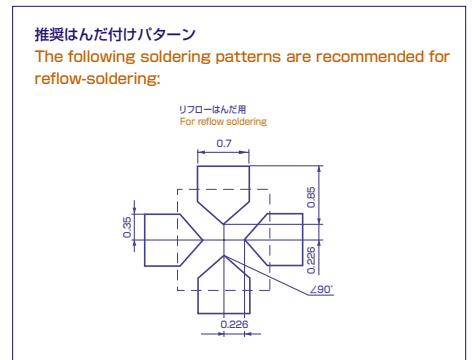 推奨はんだ付けパターン
The following soldering patterns are recommended for
reflow-soldering:
リフローはんだ用
For reflow soldering
0.7
0.85
0.35
0.226
∠90°
0.226